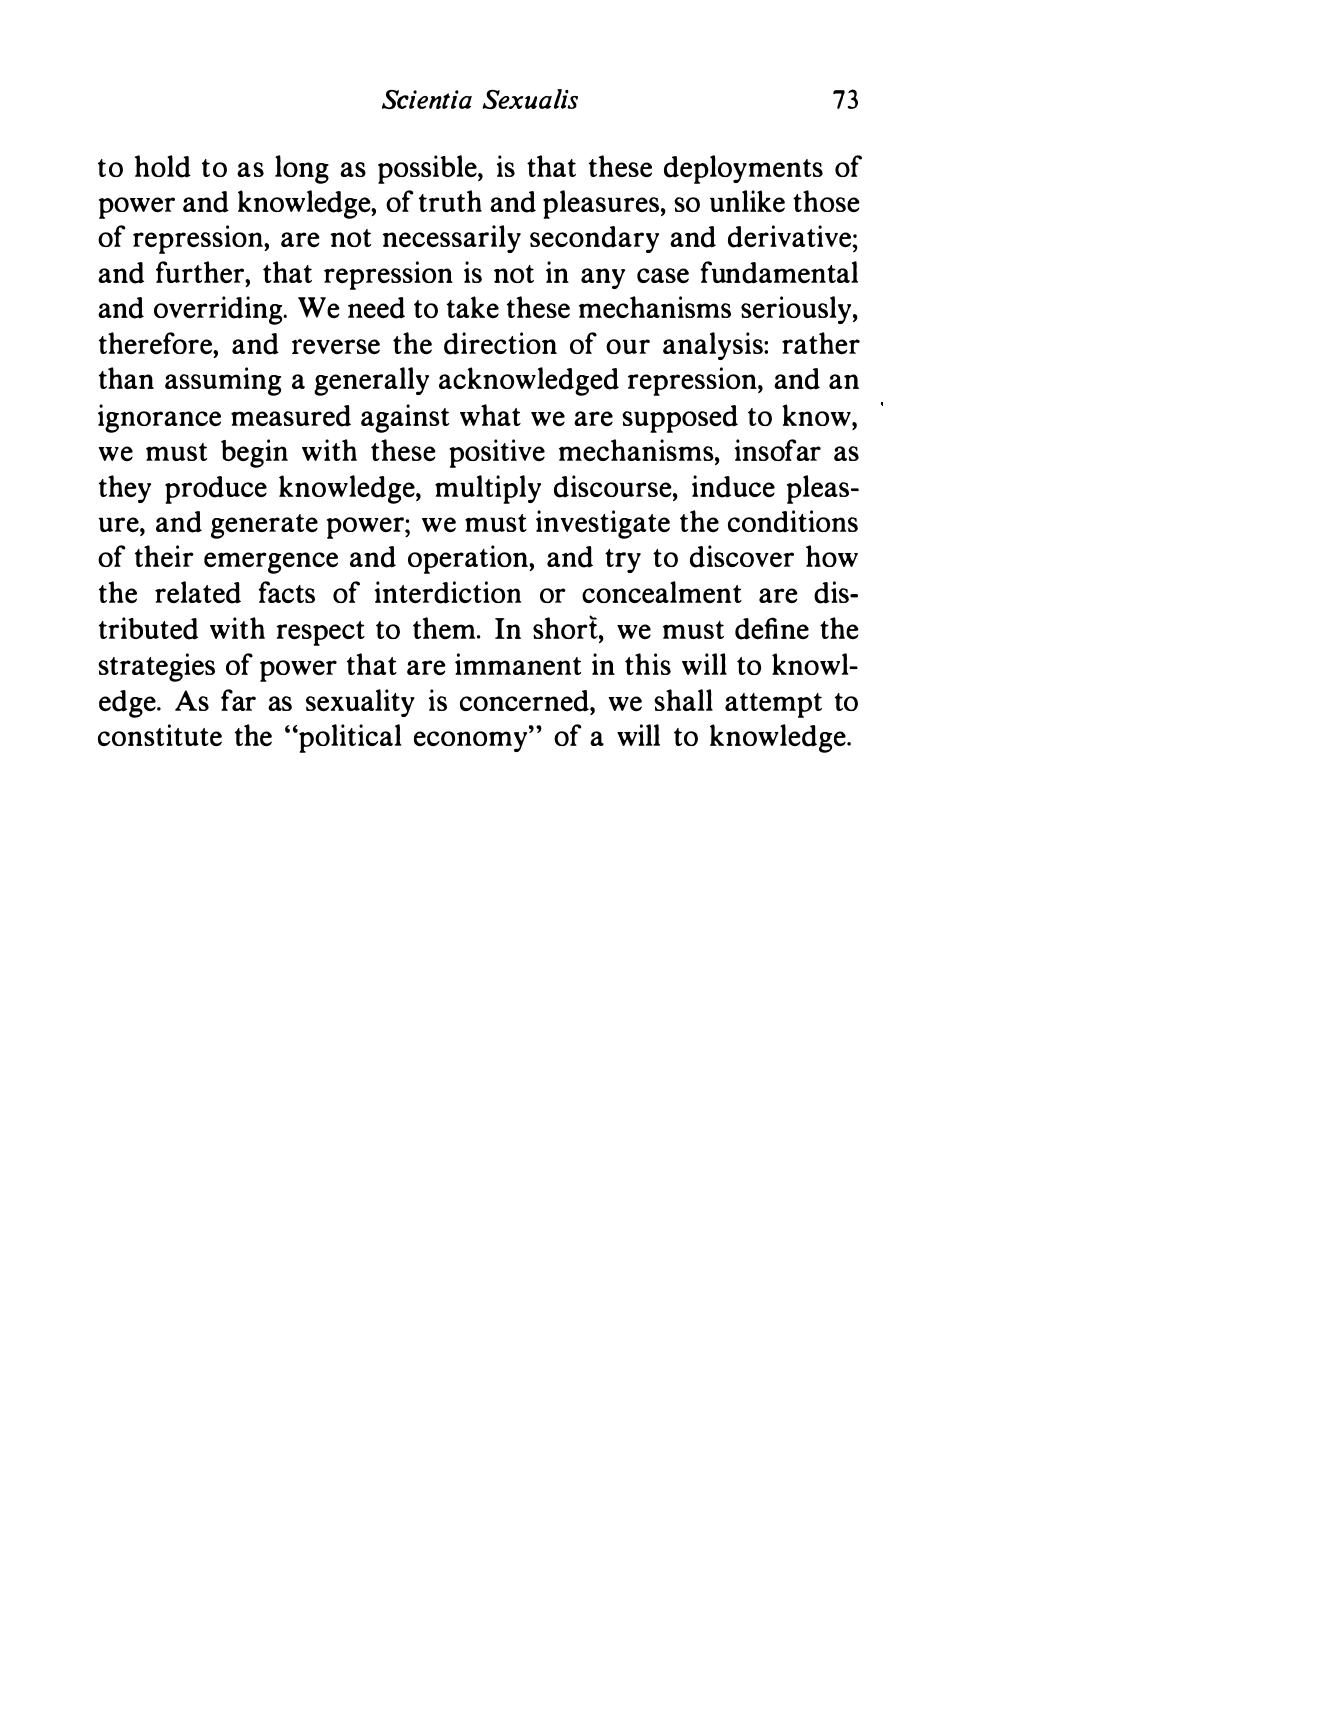 Scientia Sexualis 73
to hold to as long as possible, is that these deployments of
power and knowledge, of truth and pleasures, so unlike those
of repression, are not necessarily secondary and derivative;
and further, that repression is not in any case fundamental
and overriding. We need to take these mechanisms seriously,
therefore, and reverse the direction of our analysis: rather
than assuming a generally acknowledged repression, and an
ignorance measured against what we are supposed to know,
we must begin with these positive mechanisms, insofar as
they produce knowledge, multiply discourse, induce pleas-
ure, and generate power; we must investigate the conditions
of their emergence and operation, and try to discover how
the related facts of interdiction or concealment are dis-
tributed with respect to them. In short, we must define the
strategies of power that are immanent in this will to knowl-
edge. As far as sexuality is concerned, we shall attempt to
constitute the “political economy” of a will to knowledge.